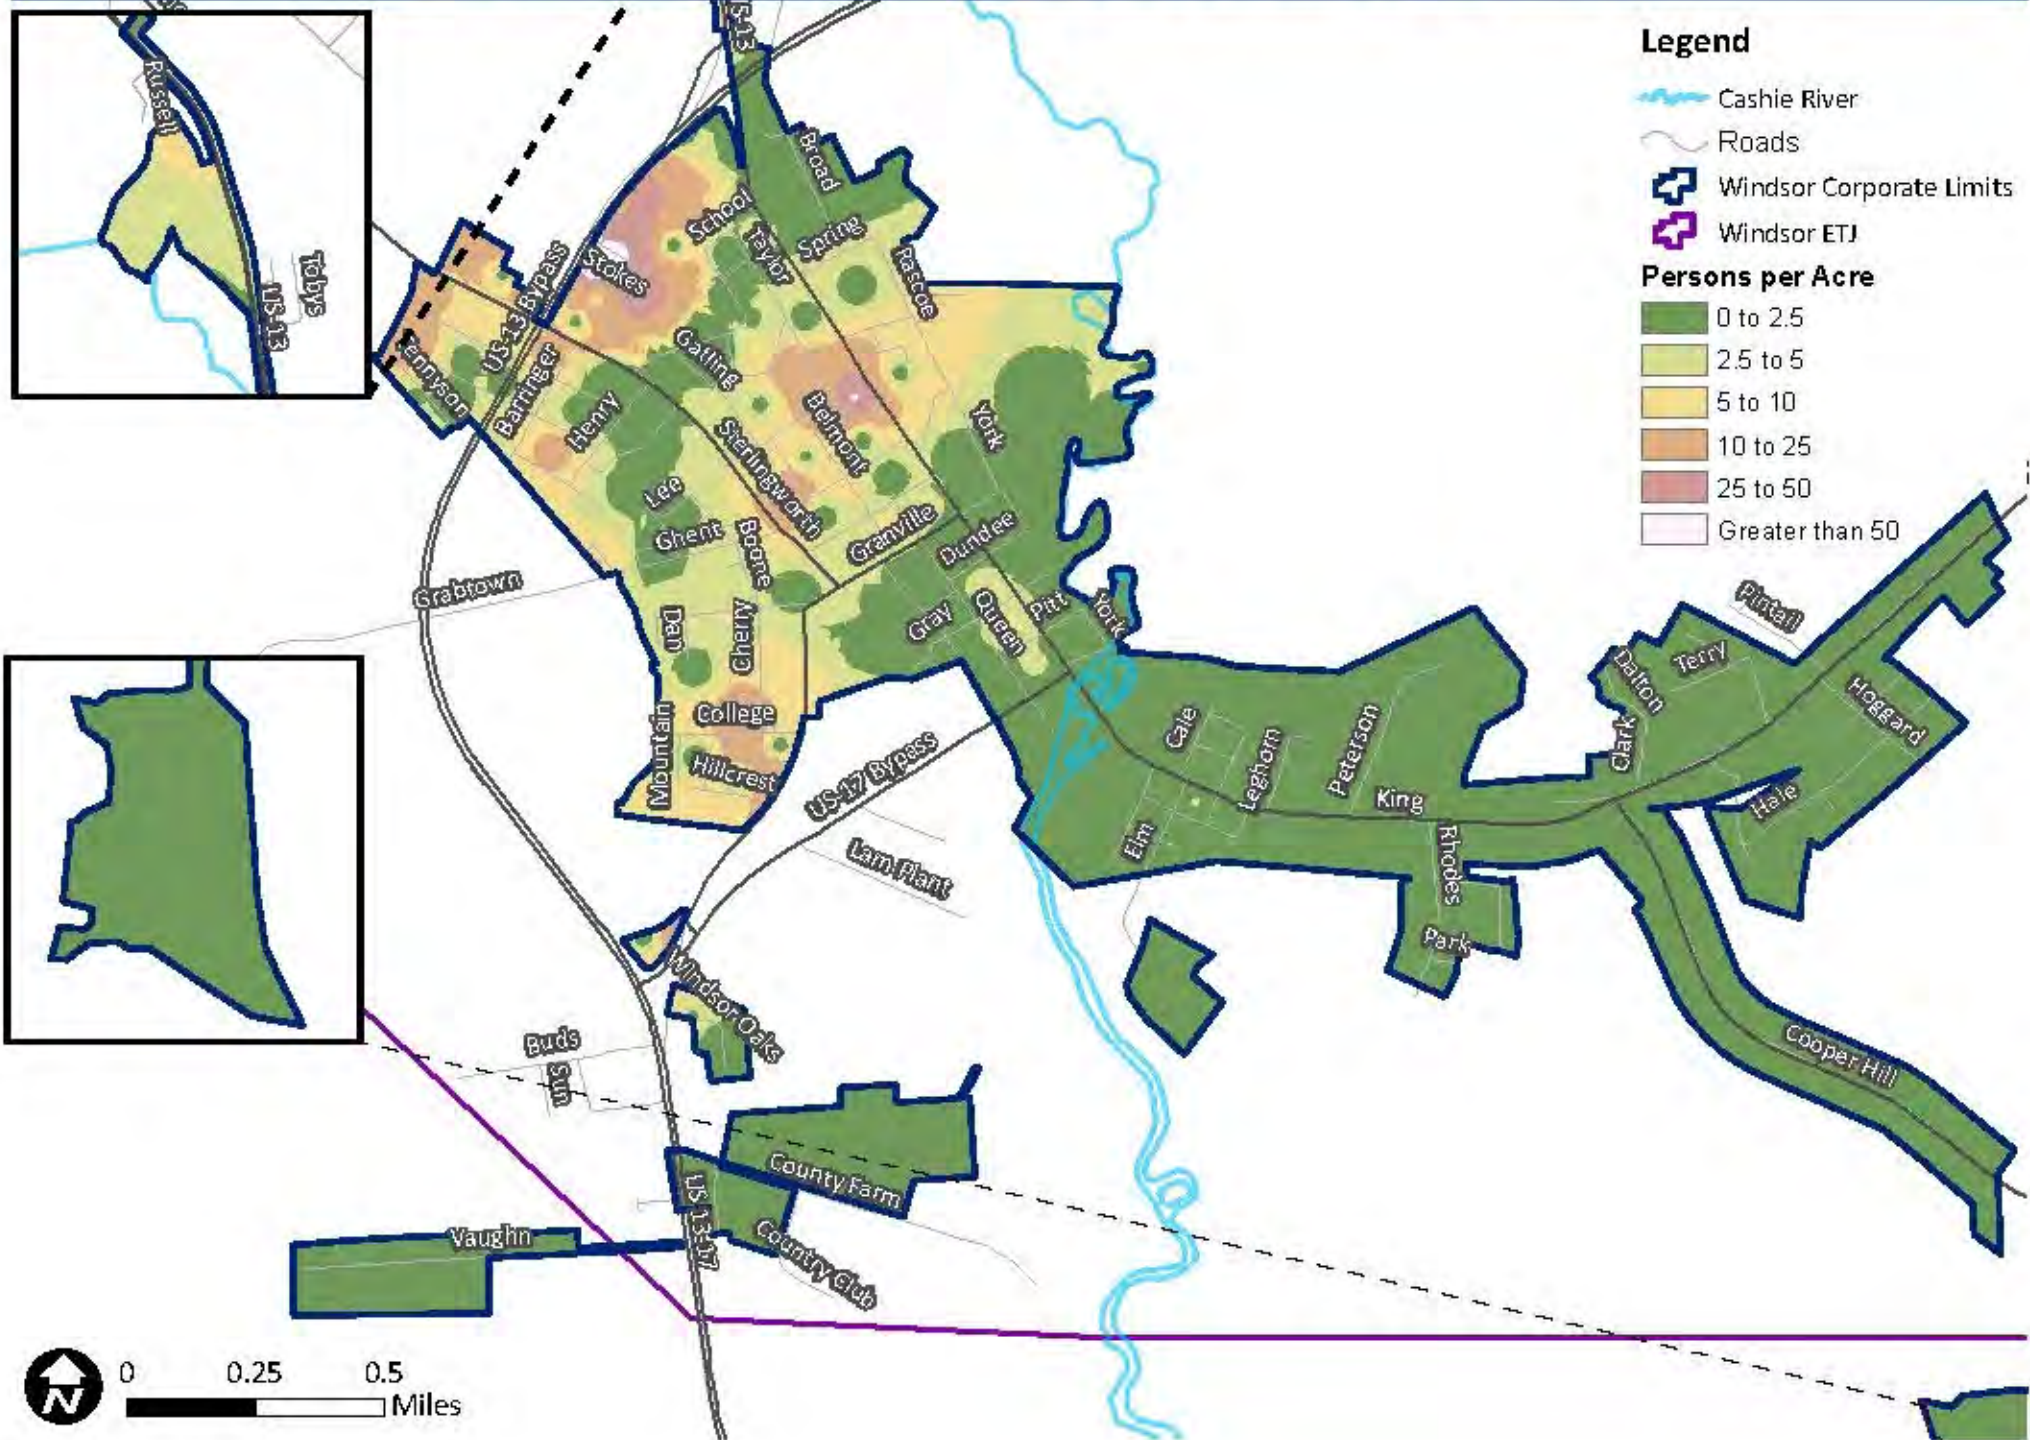 Legend
Cashie River
Roads
Windsor Corporate Limits
Windsor ETJ
Persons per Acre
0 to 2.5
2.5 to 5
5 to 10
10 to 25
25 to 50
Greater than 50
Russell
Tobys
US-13
Broad
School
Spring
Taylor
Rascoe
Stokes
US-13 Bypass
Tennyson
Barringer
Henry
Gatling
Belmont
Sterlingworth
York
Lee
Ghent
Boone
Granville
Dundee
Grabtown
Dan
Cherry
Gray
Queen
Pitt
York
College
Mountain
Hillcrest
US-17 Bypass
Lam Plant
Cale
Leghorn
Peterson
King
Elm
Rhodes
Park
Pintail
Terry
Dalton
Clark
Hoggard
Hale
Cooper Hill
Windsor Oaks
Buds
Sun
County Farm
US 13-17
Country Club
Vaughn
N
0 0.25 0.5
Miles